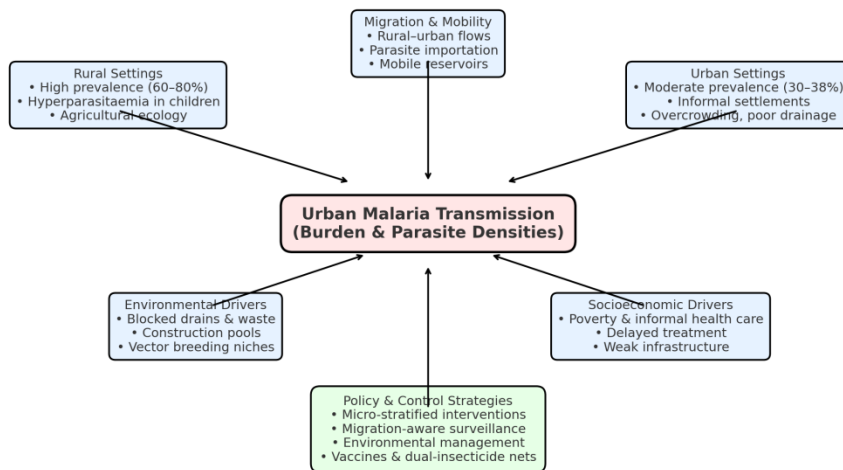 Migration & Mobility
• Rural–urban flows
• Parasite importation
• Mobile reservoirs
Rural Settings
• High prevalence (60–80%)
• Hyperparasitaemia in children
• Agricultural ecology
Urban Settings
• Moderate prevalence (30–38%)
• Informal settlements
• Overcrowding, poor drainage
Urban Malaria Transmission
(Burden & Parasite Densities)
Environmental Drivers
• Blocked drains & waste
• Construction pools
• Vector breeding niches
Socioeconomic Drivers
• Poverty & informal health care
• Delayed treatment
• Weak infrastructure
Policy & Control Strategies
• Micro-stratified interventions
• Migration-aware surveillance
• Environmental management
• Vaccines & dual-insecticide nets